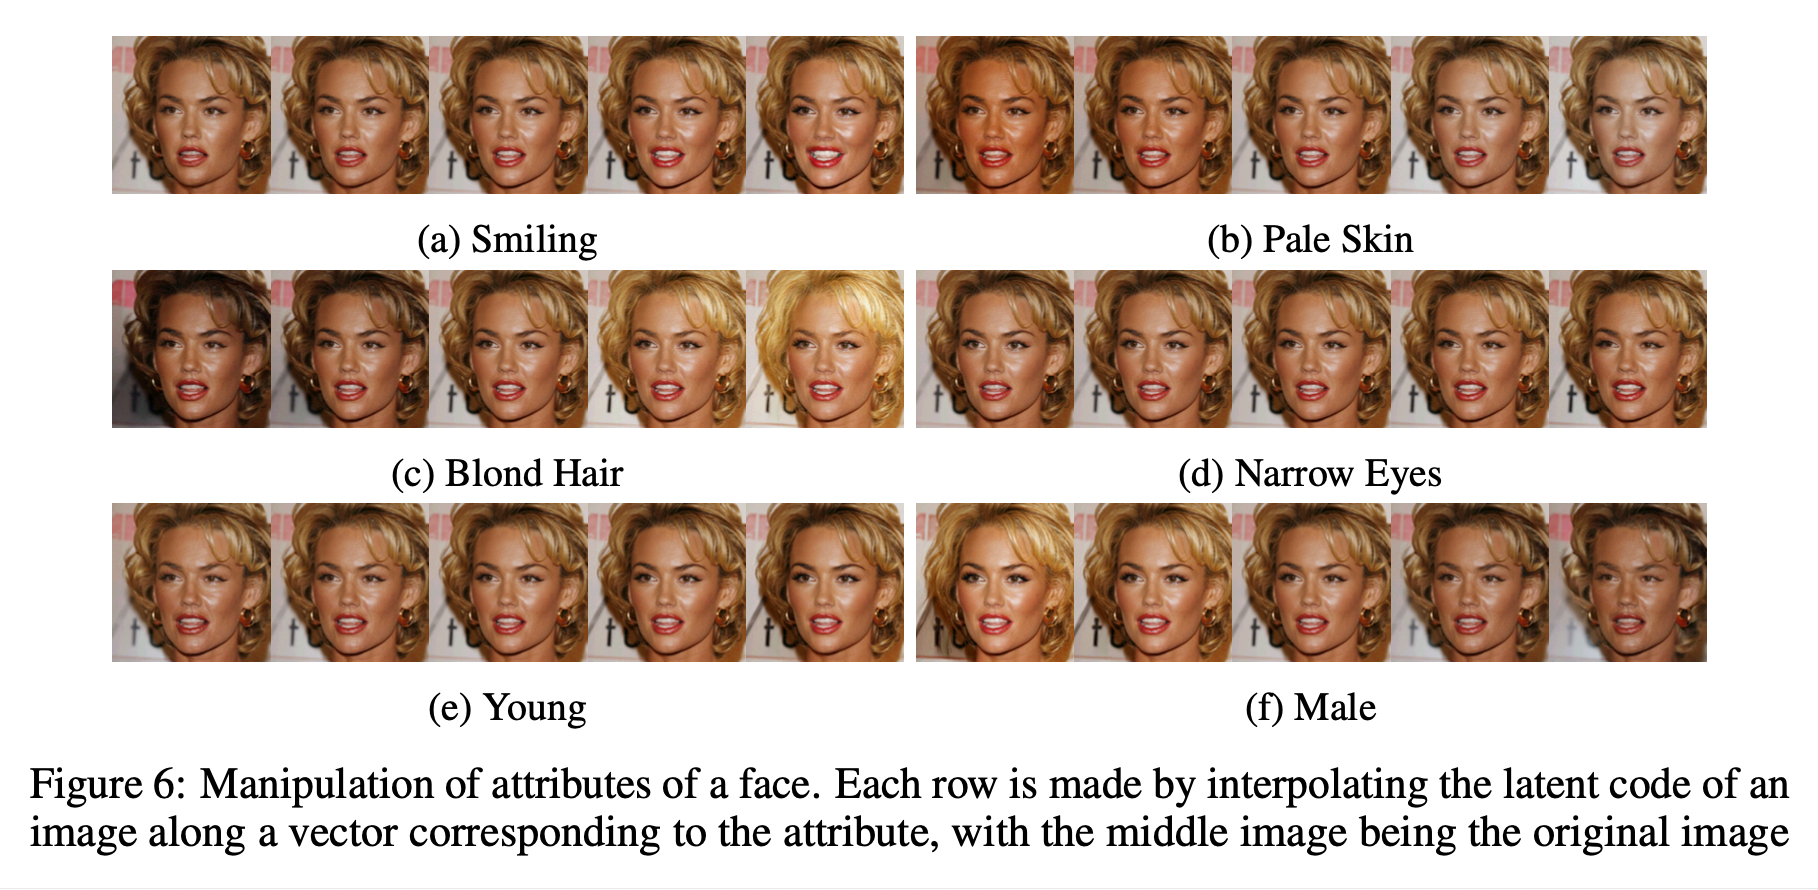 (a) Smiling
(b) Pale Skin
(c) Blond Hair
(d) Narrow Eyes
(e) Young
(f) Male
Figure 6: Manipulation of attributes of a face. Each row is made by interpolating the latent code of an
image along a vector corresponding to the attribute, with the middle image being the original image